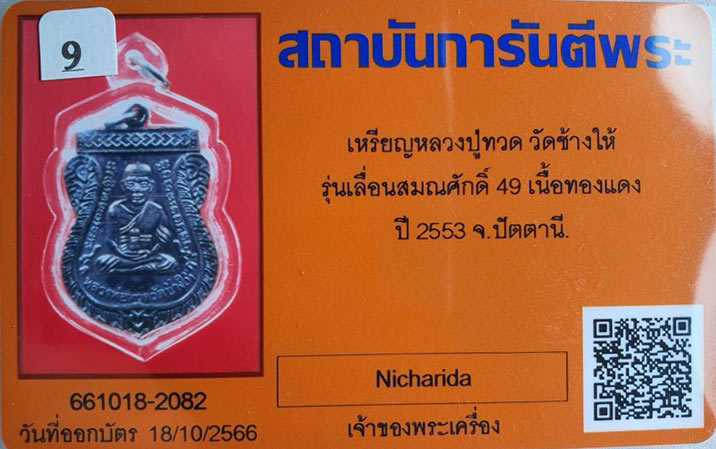 9
สถาบันการันตีพระ
เหรียญหลวงปู่ทวด วัดช้างให้
รุ่นเลื่อนสมณศักดิ์ 49 เนื้อทองแดง
ปี 2553 จ.ปัตตานี.
Nicharida
เจ้าของพระเครื่อง
661018-2082
วันที่ออกบัตร 18/10/2566